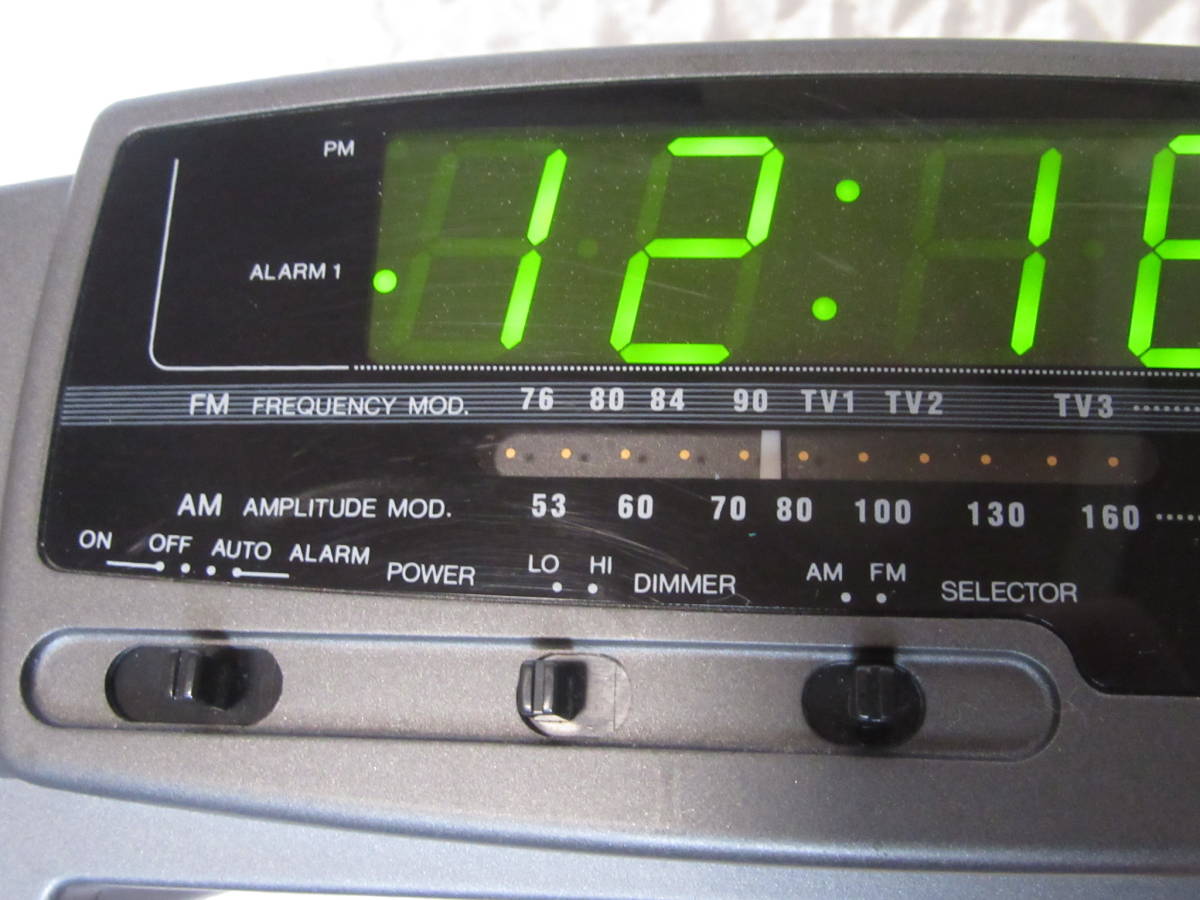 PM
12:1
ALARM 1
FM FREQUENCY MOD. 76 80 84 90 TV1 TV2 TV3
AM AMPLITUDE MOD. 53 60 70 80 100 130 160
ON OFF AUTO ALARM POWER LO HI DIMMER AM FM SELECTOR